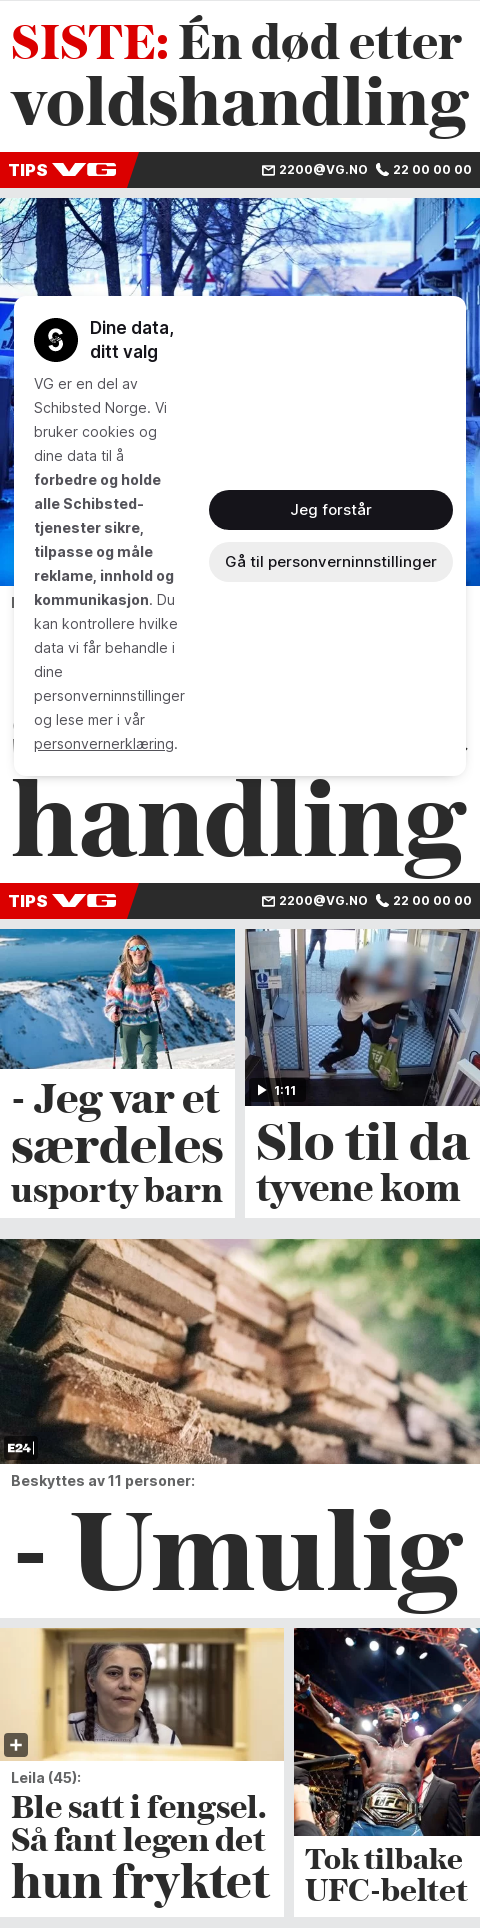 SISTE: Én død etter
voldshandling
TIPS VG 2200@VG.NO 22 00 00 00
Dine data,
ditt valg
VG er en del av
Schibsted Norge. Vi
bruker cookies og
dine data til å
forbedre og holde
alle Schibsted-
tjenester sikre,
tilpasse og måle
reklame, innhold og
kommunikasjon. Du
kan kontrollere hvilke
data vi får behandle i
dine
personverninnstillinger
og lese mer i vår
personvernerklæring.
Jeg forstår
Gå til personverninnstillinger
handling
TIPS VG 2200@VG.NO 22 00 00 00
- Jeg var et
særdeles
usporty barn
1:11
Slo til da
tyvene kom
E24
Beskyttes av 11 personer:
- Umulig
Leila (45):
Ble satt i fengsel.
Så fant legen det
hun fryktet
UFC
Tok tilbake
UFC-beltet